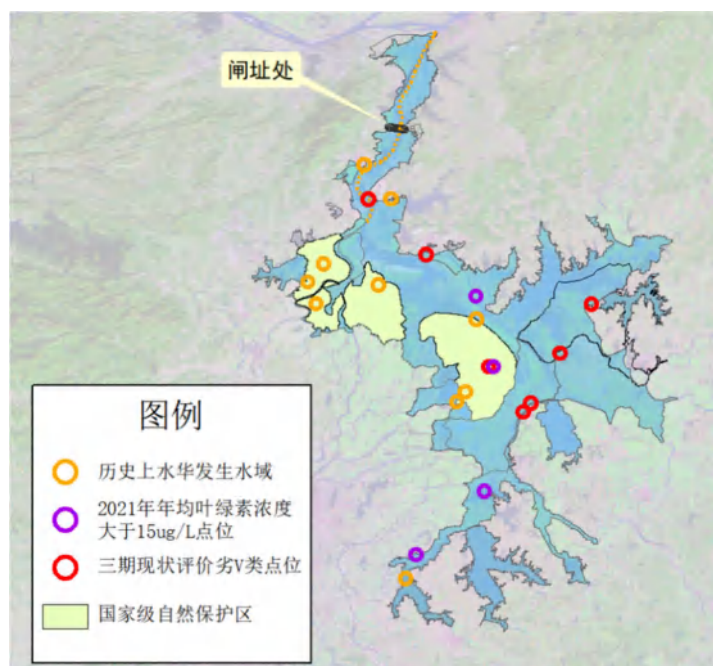 闸址处
图例
历史上水华发生水域
2021年年均叶绿素浓度
大于15ug/L点位
三期现状评价劣V类点位
国家级自然保护区